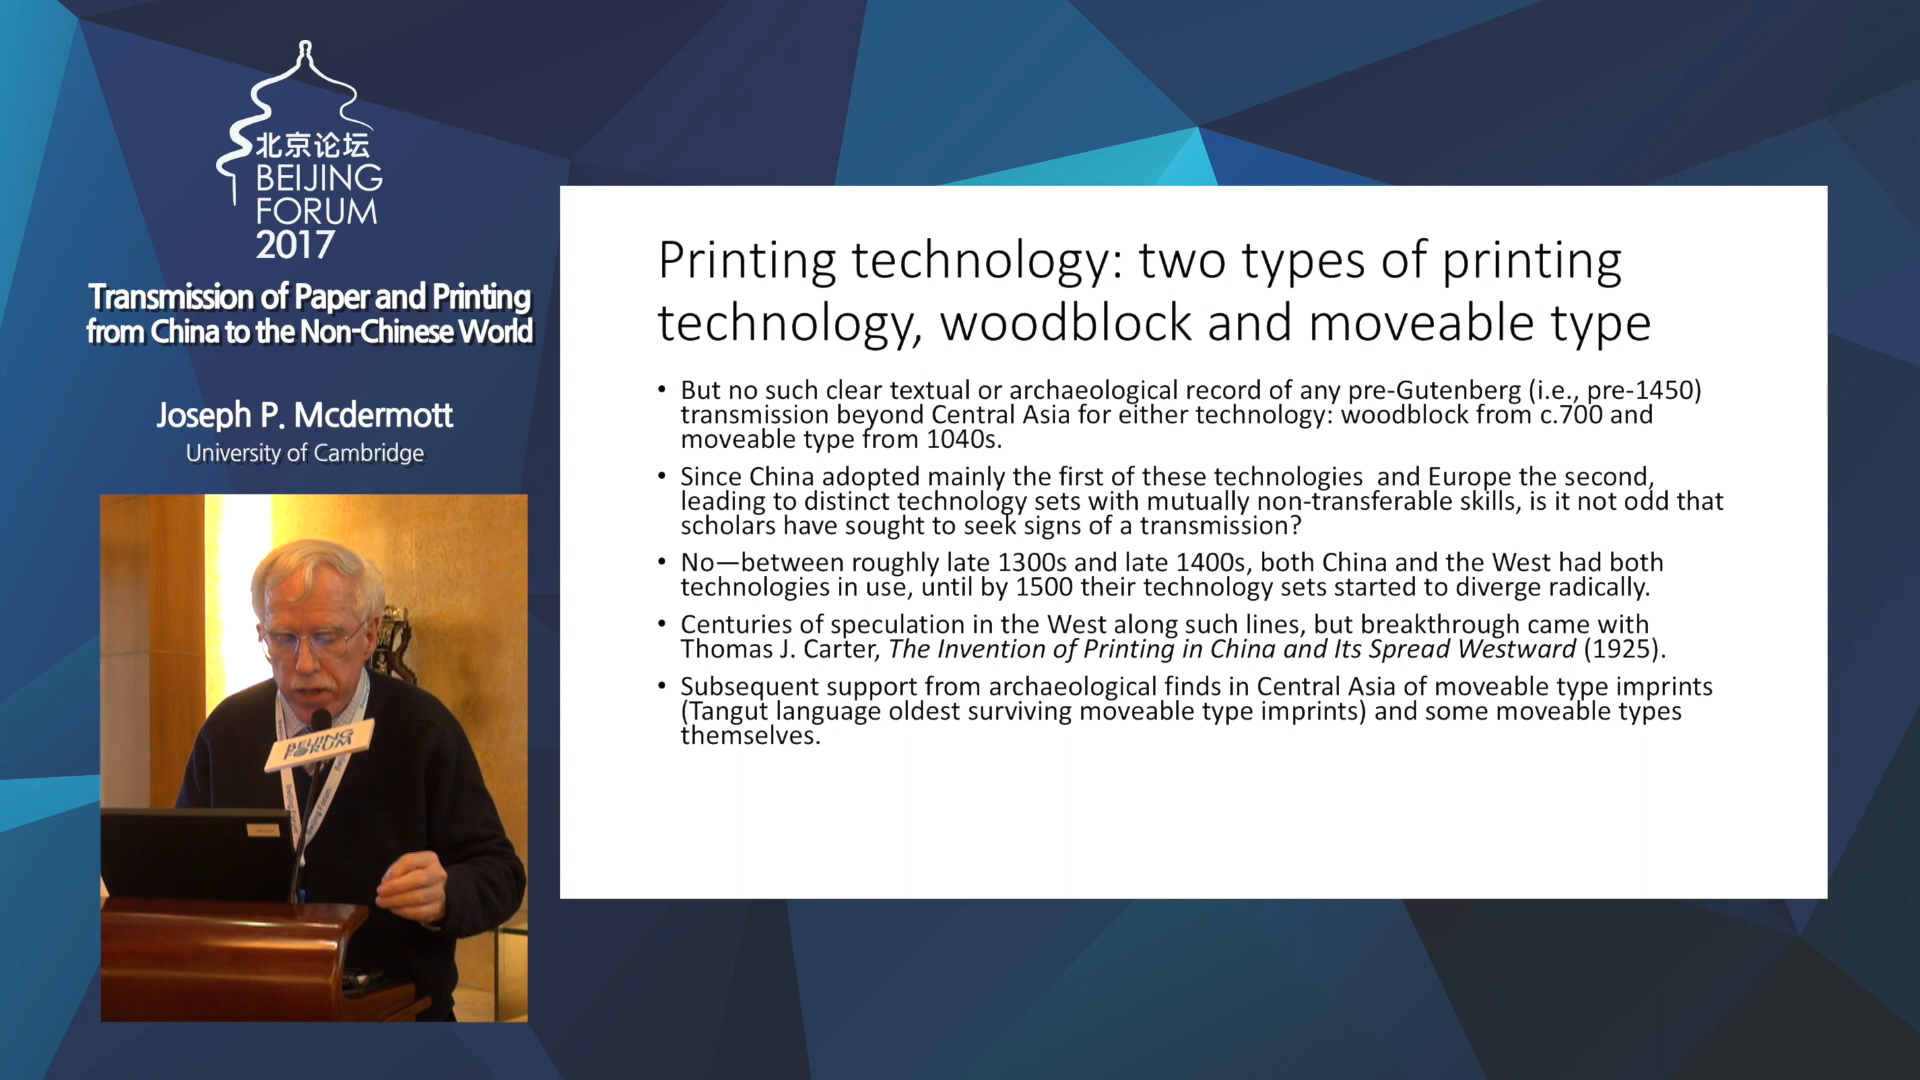 北京论坛
BEIJING
FORUM
2017
Transmission of Paper and Printing
from China to the Non-Chinese World
Joseph P. Mcdermott
University of Cambridge
BEIJING
FORUM
Beijing Forum
Printing technology: two types of printing
technology, woodblock and moveable type
• But no such clear textual or archaeological record of any pre-Gutenberg (i.e., pre-1450)
transmission beyond Central Asia for either technology: woodblock from c.700 and
moveable type from 1040s.
• Since China adopted mainly the first of these technologies  and Europe the second,
leading to distinct technology sets with mutually non-transferable skills, is it not odd that
scholars have sought to seek signs of a transmission?
• No—between roughly late 1300s and late 1400s, both China and the West had both
technologies in use, until by 1500 their technology sets started to diverge radically.
• Centuries of speculation in the West along such lines, but breakthrough came with
Thomas J. Carter, The Invention of Printing in China and Its Spread Westward (1925).
• Subsequent support from archaeological finds in Central Asia of moveable type imprints
(Tangut language oldest surviving moveable type imprints) and some moveable types
themselves.